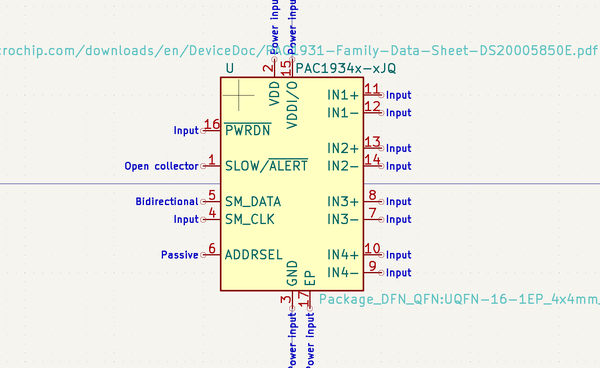 Power input
Power input
crochip.com/downloads/en/DeviceDoc/PAC1931-Family-Data-Sheet-DS20005850E.pdf
U
2
15
PAC1934x-xJQ
VDD
VDDI/O
IN1+ 11 Input
IN1- 12 Input
Input 16 PWRDN
IN2+ 13 Input
Open collector 1 SLOW/ALERT
IN2- 14 Input
Bidirectional 5 SM_DATA
IN3+ 8 Input
Input 4 SM_CLK
IN3- 7 Input
Passive 6 ADDRSEL
IN4+ 10 Input
IN4- 9 Input
GND
EP
3
17
Package_DFN_QFN:UQFN-16-1EP_4x4mm_
Power input
Power input